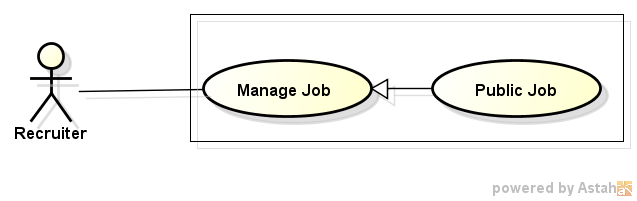 Manage Job
Public Job
Recruiter
powered by Astah